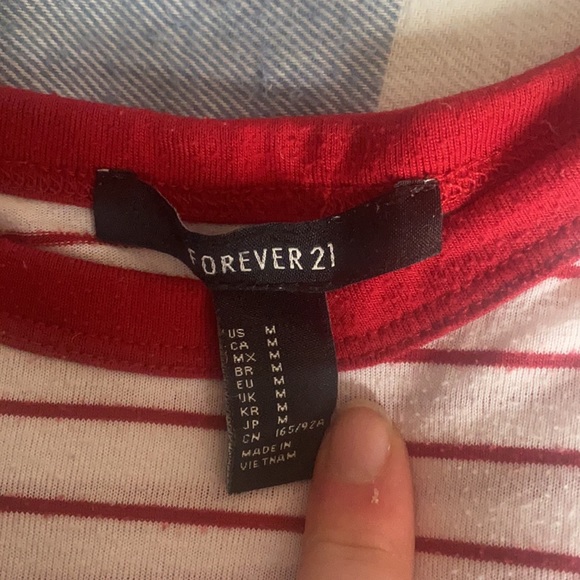 FOREVER 21
US M
CA M
MX M
BR M
EU M
UK M
KR M
JP M
CN 165/92A
MADE IN
VIETNAM